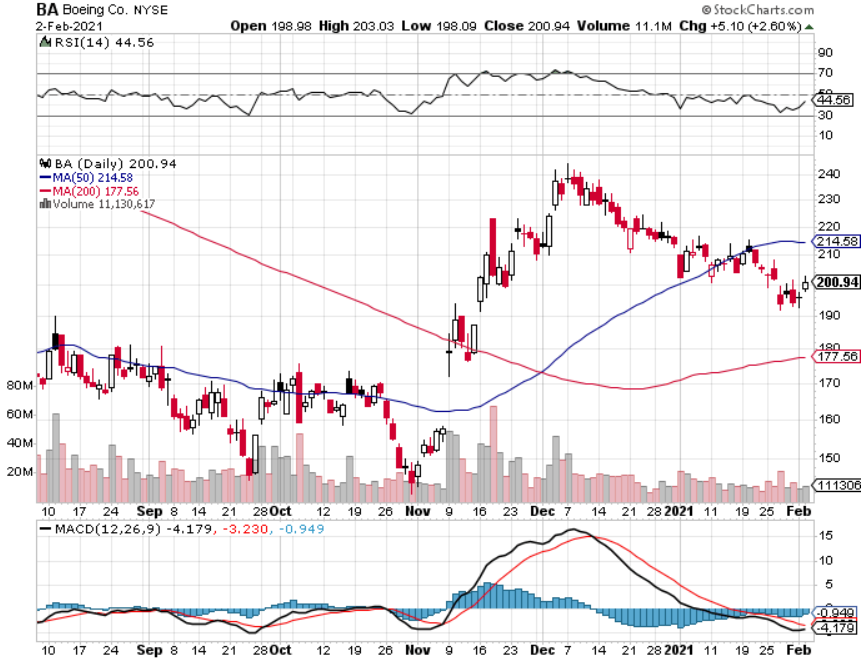 BA Boeing Co. NYSE © StockCharts.com
2-Feb-2021 Open 198.98 High 203.03 Low 198.09 Close 200.94 Volume 11.1M Chg +5.10 (+2.60%)
RSI(14) 44.56
90
70
50
44.56
30
10
BA (Daily) 200.94
MA(50) 214.58
MA(200) 177.56
Volume 11,130,617
240
230
220
214.58
210
200.94
190
180
177.56
170
160
150
80M
60M
40M
20M
111306
10 17 24 Sep 8 14 21 28 Oct 12 19 26 Nov 9 16 23 Dec 7 14 21 28 2021 11 19 25 Feb
MACD(12,26,9) -4.179, -3.230, -0.949
15
10
5
-0.949
-4.179
10 17 24 Sep 8 14 21 28 Oct 12 19 26 Nov 9 16 23 Dec 7 14 21 28 2021 11 19 25 Feb